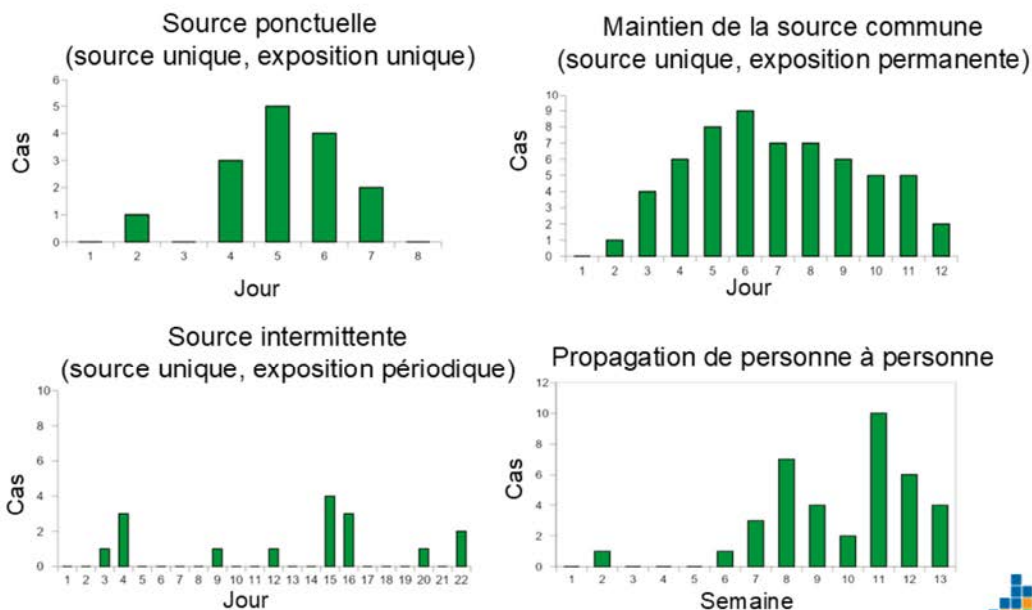 Source ponctuelle
(source unique, exposition unique)
6
5
4
3
2
1
0
Cas
1 2 3 4 5 6 7 8
Jour
Maintien de la source commune
(source unique, exposition permanente)
10
9
8
7
6
5
4
3
2
1
0
Cas
1 2 3 4 5 6 7 8 9 10 11 12
Jour
Source intermittente
(source unique, exposition périodique)
10
8
6
4
2
0
Cas
1 2 3 4 5 6 7 8 9 10 11 12 13 14 15 16 17 18 19 20 21 22
Jour
Propagation de personne à personne
12
10
8
6
4
2
0
Cas
1 2 3 4 5 6 7 8 9 10 11 12 13
Semaine